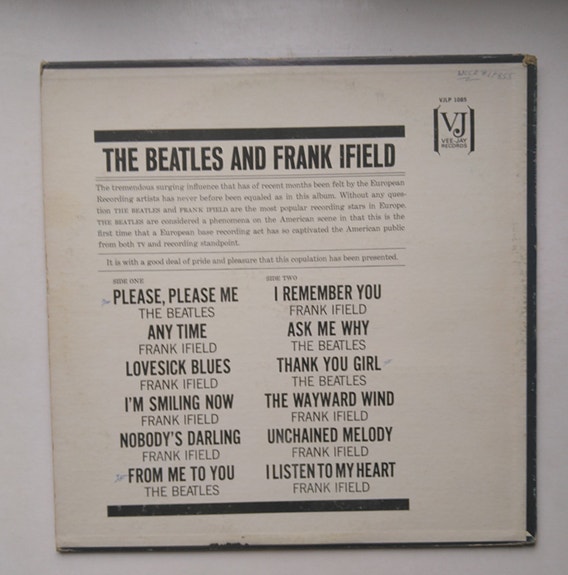 VJLP 1085
VJ
VEE-JAY
RECORDS
THE BEATLES AND FRANK IFIELD
The tremendous surging influence that has of recent months been felt by the European
Recording artists has never before been equaled as in this album. Without any ques-
tion THE BEATLES and FRANK IFIELD are the most popular recording stars in Europe.
THE BEATLES are considered a phenomena on the American scene in that this is the
first time that a European base recording act has so captivated the American public
from both TV and recording standpoint.
It is with a good deal of pride and pleasure that this copulation has been presented.
SIDE ONE
PLEASE, PLEASE ME
THE BEATLES
ANY TIME
FRANK IFIELD
LOVESICK BLUES
FRANK IFIELD
I'M SMILING NOW
FRANK IFIELD
NOBODY'S DARLING
FRANK IFIELD
FROM ME TO YOU
THE BEATLES
SIDE TWO
I REMEMBER YOU
FRANK IFIELD
ASK ME WHY
THE BEATLES
THANK YOU GIRL
THE BEATLES
THE WAYWARD WIND
FRANK IFIELD
UNCHAINED MELODY
FRANK IFIELD
I LISTEN TO MY HEART
FRANK IFIELD